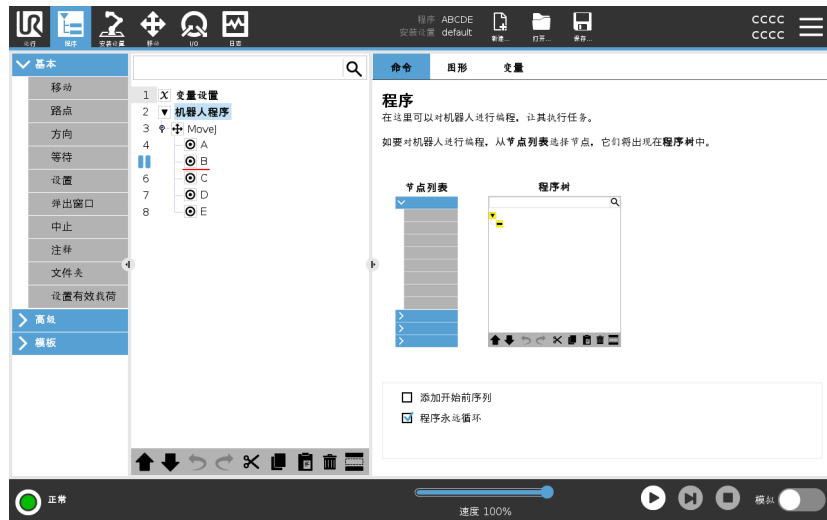 UR
运行
程序
安装设置
移动
I/O
日志
程序 ABCDE
安装设置 default
新建...
打开...
保存...
cccc
cccc
基本
移动
路点
方向
等待
设置
弹出窗口
中止
注释
文件夹
设置有效载荷
高级
模板
1 X 变量设置
2 机器人程序
3 MoveJ
4 A
B
6 C
7 D
8 E
命令 图形 变量
程序
在这里可以对机器人进行编程,让其执行任务。
如要对机器人进行编程,从节点列表选择节点,它们将出现在程序树中。
节点列表
程序树
添加开始前序列
程序永远循环
正常
速度 100%
模拟